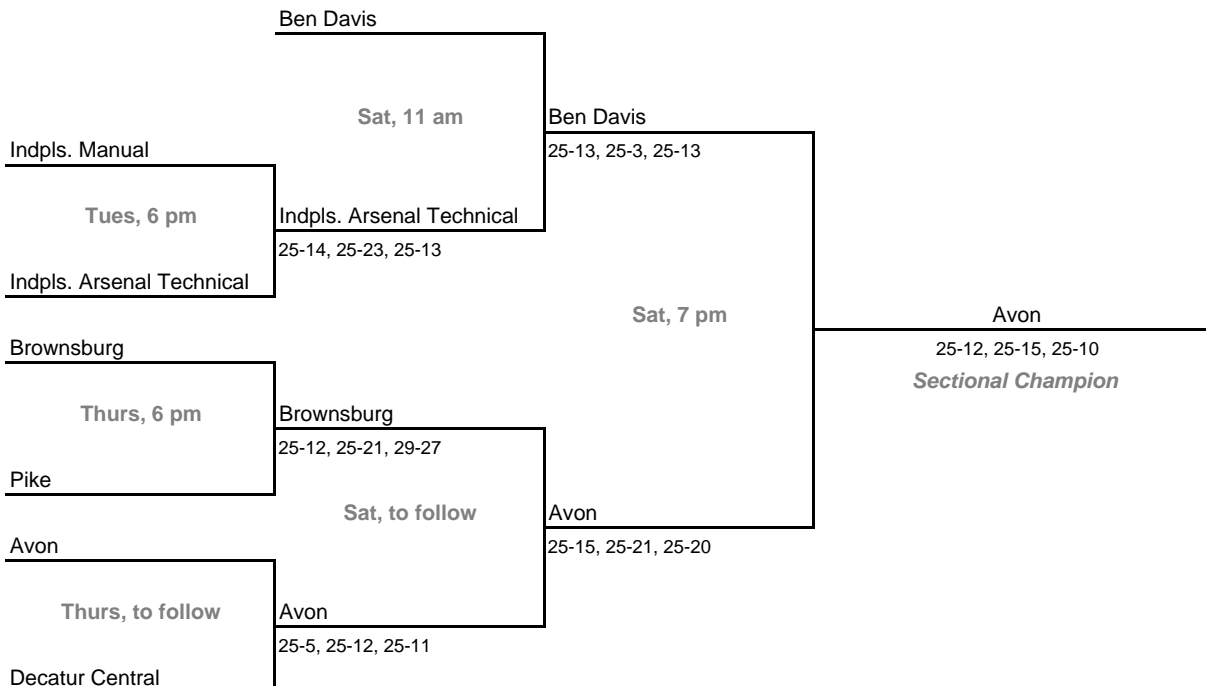 Ben Davis
Sat, 11 am
Ben Davis
25-13, 25-3, 25-13
Indpls. Manual
Tues, 6 pm
Indpls. Arsenal Technical
25-14, 25-23, 25-13
Indpls. Arsenal Technical
Sat, 7 pm
Avon
25-12, 25-15, 25-10
Sectional Champion
Brownsburg
Thurs, 6 pm
Brownsburg
25-12, 25-21, 29-27
Pike
Sat, to follow
Avon
25-15, 25-21, 25-20
Avon
Thurs, to follow
Avon
25-5, 25-12, 25-11
Decatur Central